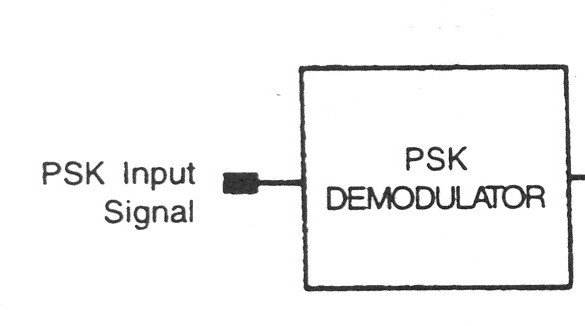 PSK Input
Signal
PSK
DEMODULATOR